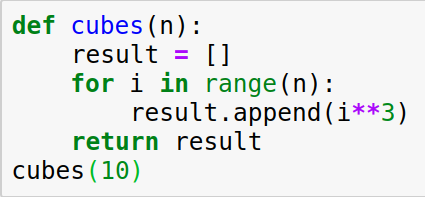 def cubes(n):
    result = []
    for i in range(n):
        result.append(i**3)
    return result
cubes(10)